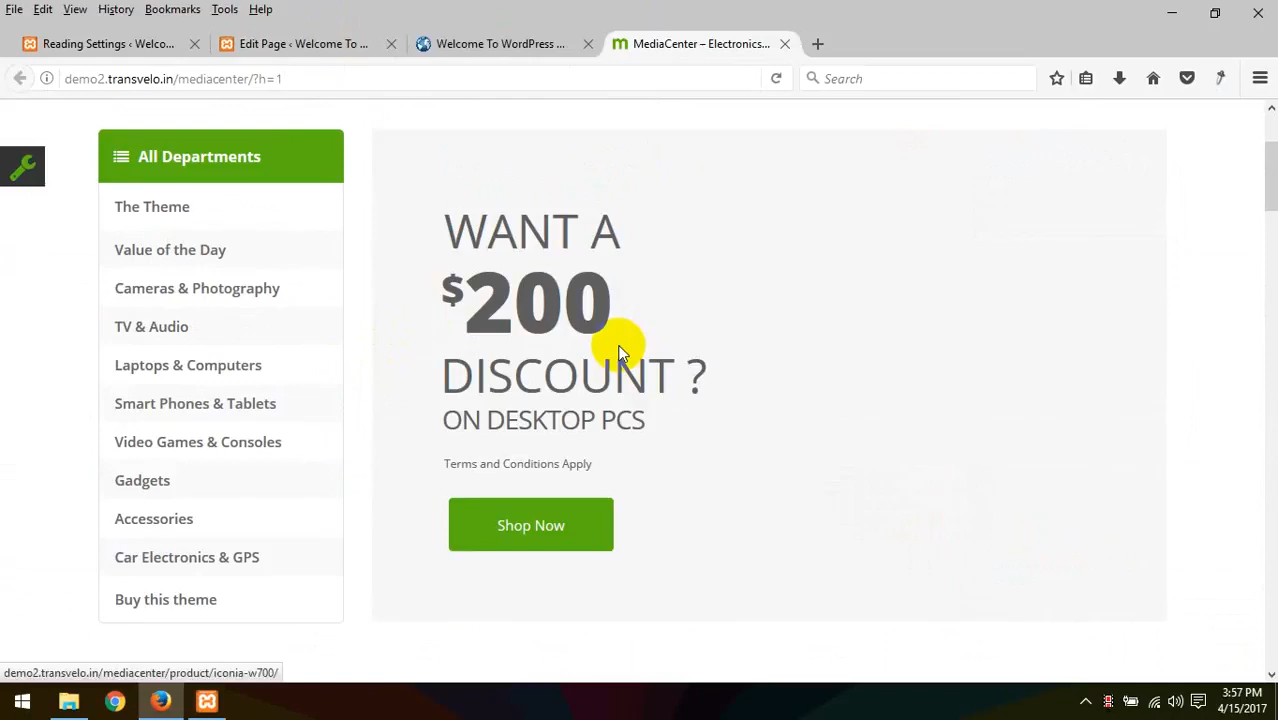 File Edit View History Bookmarks Tools Help
Reading Settings ‹ Welco...
Edit Page ‹ Welcome To ...
Welcome To WordPress ...
MediaCenter – Electronics...
demo2.transvelo.in/mediacenter/?h=1
Search
All Departments
The Theme
Value of the Day
Cameras & Photography
TV & Audio
Laptops & Computers
Smart Phones & Tablets
Video Games & Consoles
Gadgets
Accessories
Car Electronics & GPS
Buy this theme
WANT A
$200
DISCOUNT ?
ON DESKTOP PCS
Terms and Conditions Apply
Shop Now
demo2.transvelo.in/mediacenter/product/iconia-w700/
3:57 PM
4/15/2017